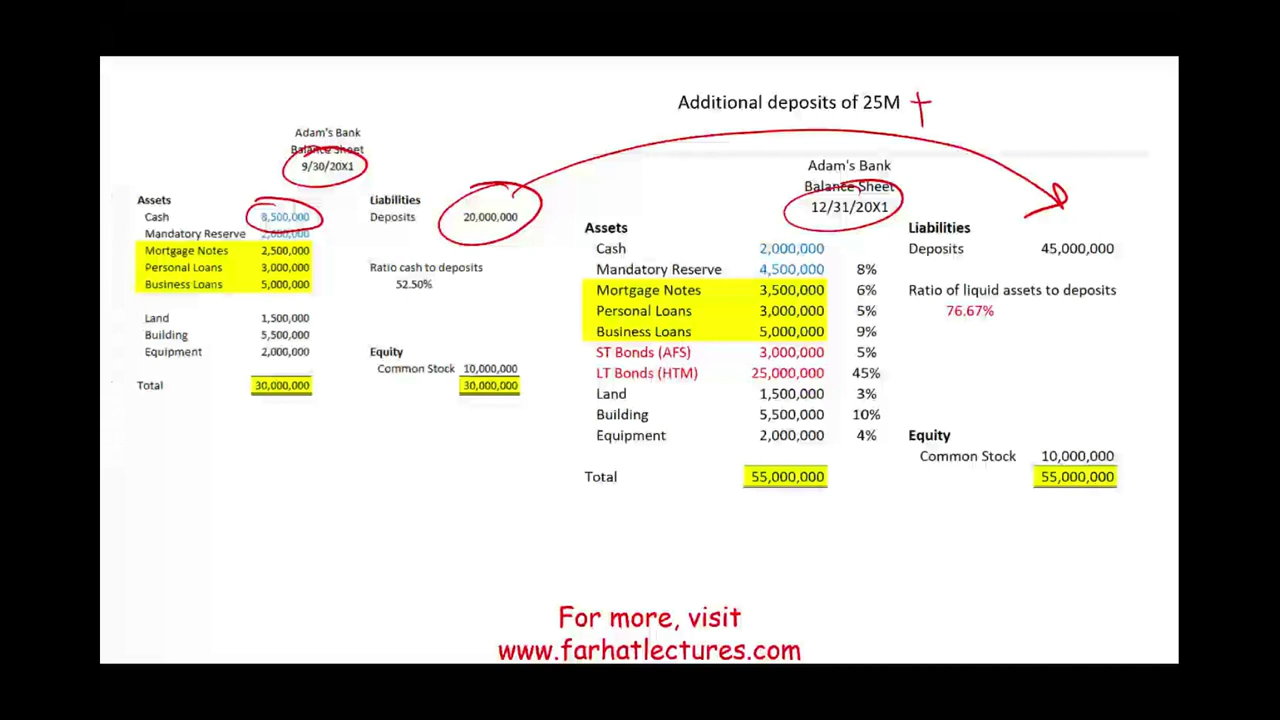 Additional deposits of 25M
Adam's Bank
Balance Sheet
9/30/20X1
Assets Liabilities
Cash 8,500,000 Deposits 20,000,000
Mandatory Reserve 2,000,000
Mortgage Notes 2,500,000
Personal Loans 3,000,000 Ratio cash to deposits
Business Loans 5,000,000 52.50%
Land 1,500,000
Building 5,500,000
Equipment 2,000,000 Equity
Common Stock 10,000,000
Total 30,000,000 30,000,000
Adam's Bank
Balance Sheet
12/31/20X1
Assets Liabilities
Cash 2,000,000 Deposits 45,000,000
Mandatory Reserve 4,500,000 8%
Mortgage Notes 3,500,000 6% Ratio of liquid assets to deposits
Personal Loans 3,000,000 5% 76.67%
Business Loans 5,000,000 9%
ST Bonds (AFS) 3,000,000 5%
LT Bonds (HTM) 25,000,000 45%
Land 1,500,000 3%
Building 5,500,000 10%
Equipment 2,000,000 4% Equity
Common Stock 10,000,000
Total 55,000,000 55,000,000
For more, visit
www.farhatlectures.com